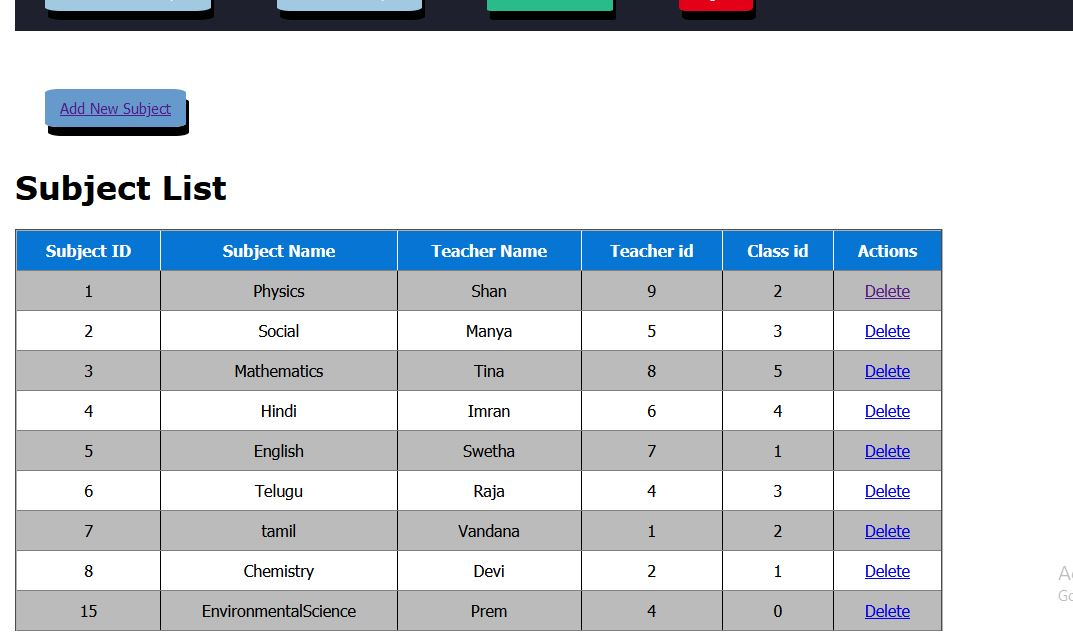 Add New Subject
Subject List
Subject ID Subject Name Teacher Name Teacher id Class id Actions
1 Physics Shan 9 2 Delete
2 Social Manya 5 3 Delete
3 Mathematics Tina 8 5 Delete
4 Hindi Imran 6 4 Delete
5 English Swetha 7 1 Delete
6 Telugu Raja 4 3 Delete
7 tamil Vandana 1 2 Delete
8 Chemistry Devi 2 1 Delete
15 EnvironmentalScience Prem 4 0 Delete